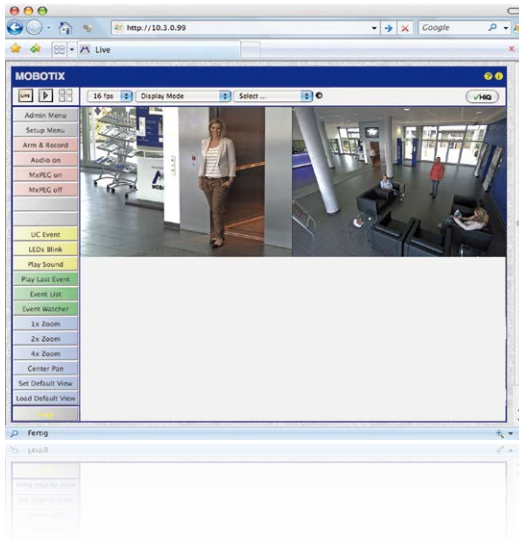 http://10.3.0.99
Google
Live
MOBOTIX
LIVE
16 fps
Display Mode
Select ...
HiQ
Admin Menu
Setup Menu
Arm & Record
Audio on
MxPEG on
MxPEG off
UC Event
LEDs Blink
Play Sound
Play Last Event
Event List
Event Watcher
1x Zoom
2x Zoom
4x Zoom
Center Pan
Set Default View
Load Default View
Fertig